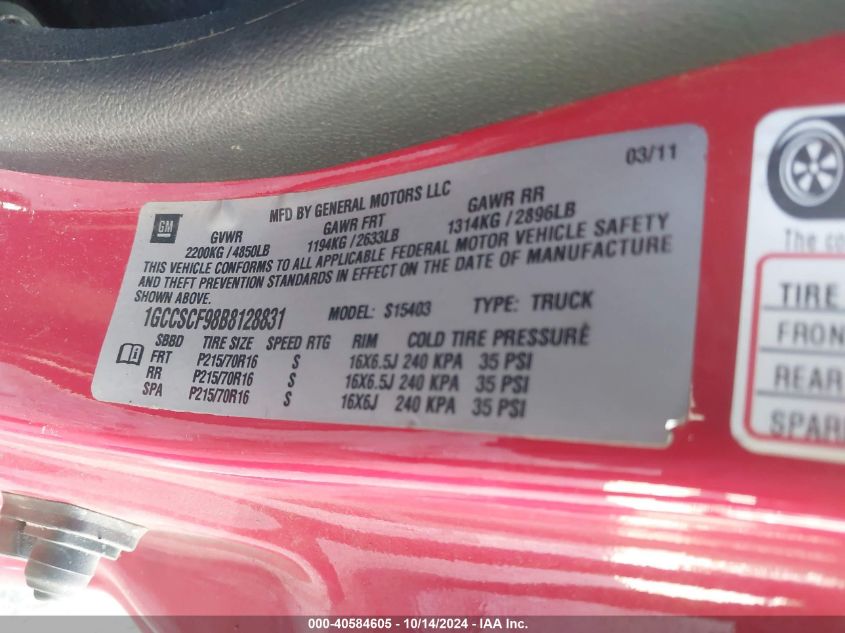 03/11
GM
MFD BY GENERAL MOTORS LLC
GVWR GAWR FRT GAWR RR
2200KG / 4850LB 1194KG / 2633LB 1314KG / 2896LB
THIS VEHICLE CONFORMS TO ALL APPLICABLE FEDERAL MOTOR VEHICLE SAFETY
AND THEFT PREVENTION STANDARDS IN EFFECT ON THE DATE OF MANUFACTURE
SHOWN ABOVE.
1GCCSCF98B8128831 MODEL: S15403 TYPE: TRUCK
SBBD TIRE SIZE SPEED RTG RIM COLD TIRE PRESSURE
FRT P215/70R16 S 16X6.5J 240 KPA 35 PSI
RR P215/70R16 S 16X6.5J 240 KPA 35 PSI
SPA P215/70R16 S 16X6J 240 KPA 35 PSI
The
TIRE
FRON
REAR
SPAR
000-40584605 / 10/14/2024 - IAA Inc.